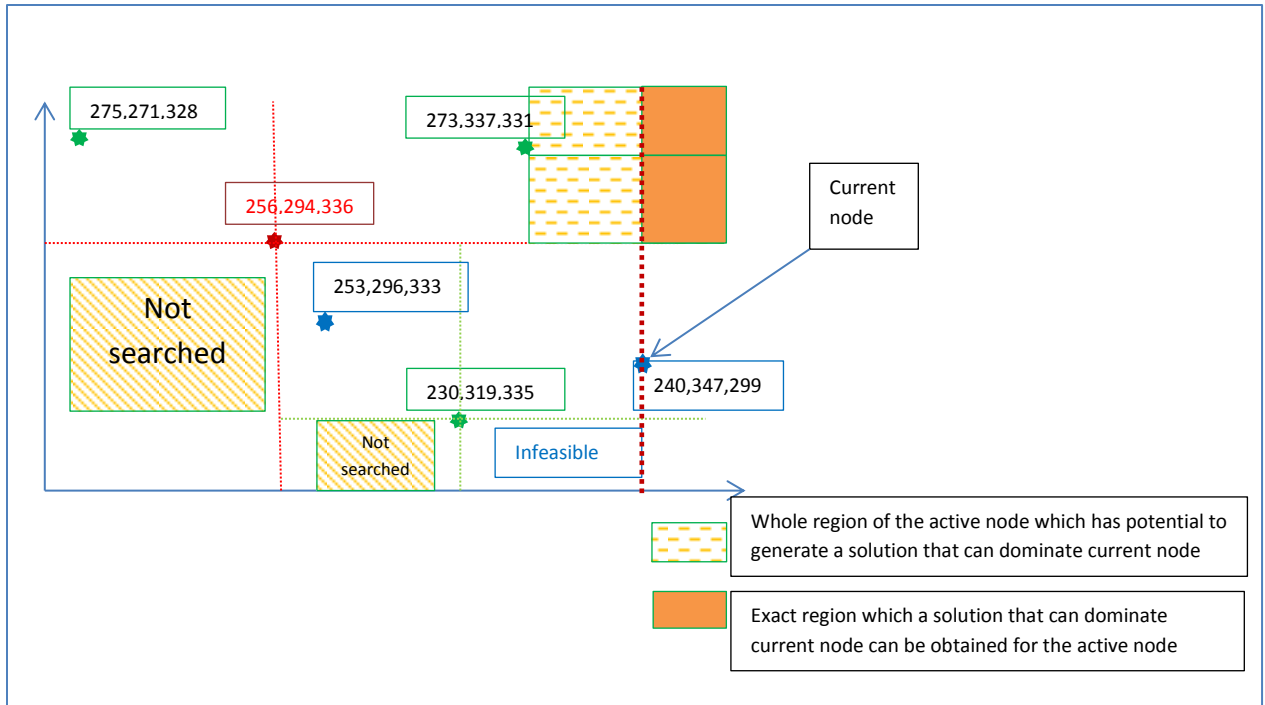 275,271,328
273,337,331
Current
node
256,294,336
253,296,333
Not
searched
230,319,335
240,347,299
Not
searched
Infeasible
Whole region of the active node which has potential to
generate a solution that can dominate current node
Exact region which a solution that can dominate
current node can be obtained for the active node